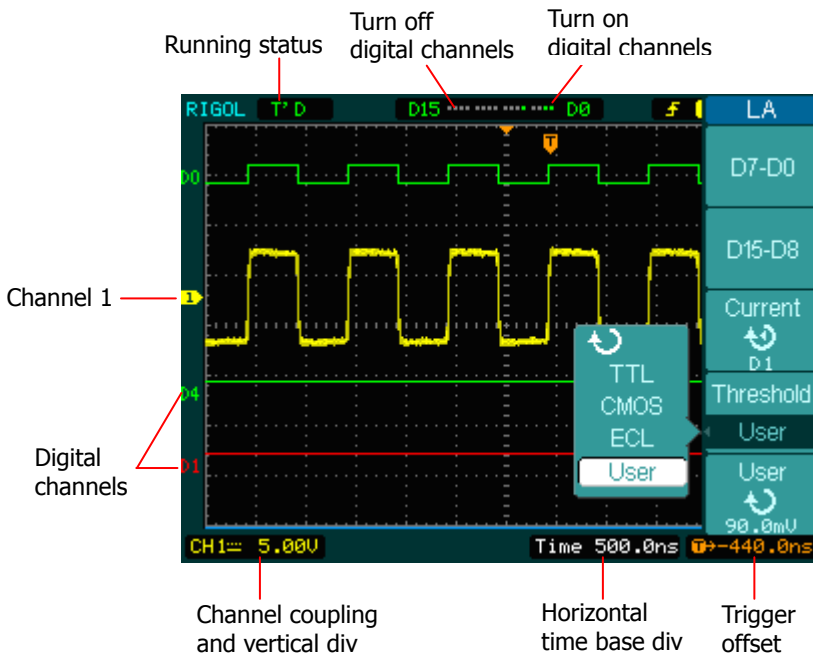 Turn off
digital channels
Turn on
digital channels
Running status
RIGOL T'D D15 D0 LA
D7-D0
D0
D15-D8
Channel 1
1
Current
D1
TTL
CMOS
ECL
User
Threshold
User
D4
Digital
channels
D1
User
90.0mV
CH1 5.00V Time 500.0ns T→-440.0ns
Channel coupling
and vertical div
Horizontal
time base div
Trigger
offset
T